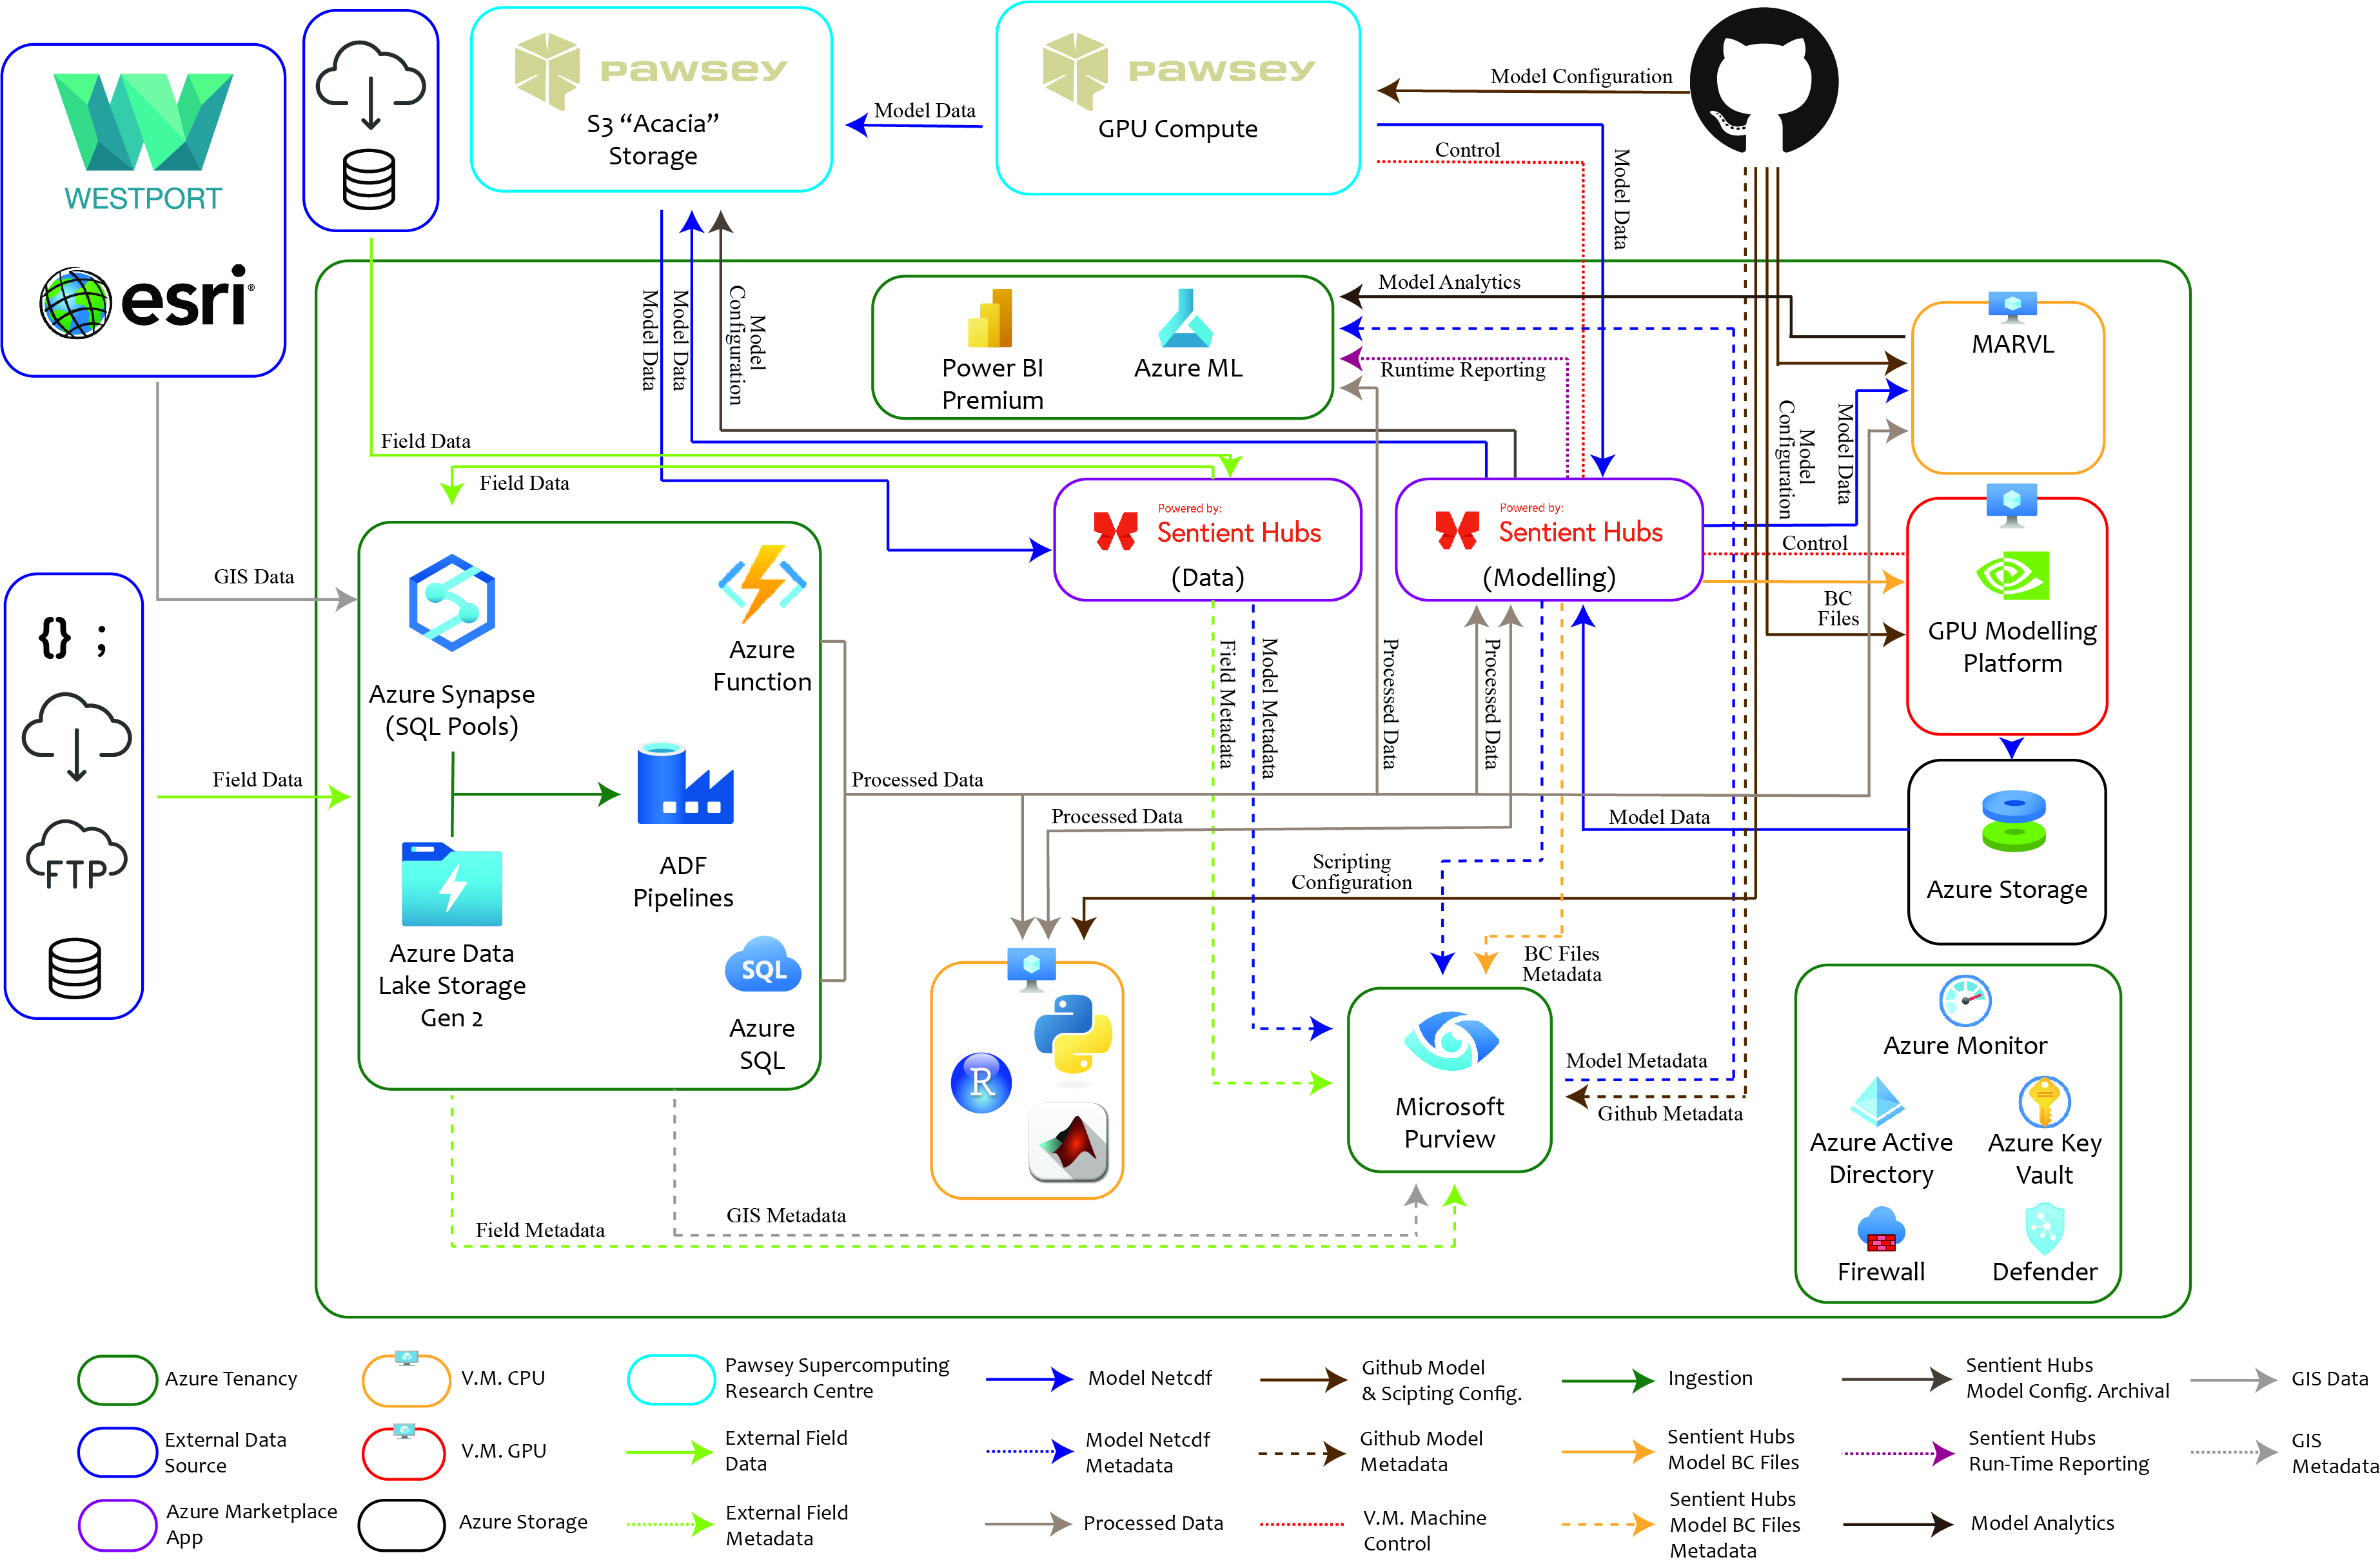 WESTPORT
esri
PAWSEY
S3 “Acacia”
Storage
Model Data
PAWSEY
GPU Compute
Model Configuration
Control
Model Data
Model Data
Model Data
Model
Configuration
Power BI
Premium
Azure ML
Model Analytics
Runtime Reporting
MARVL
Model
Configuration
Model Data
Field Data
Field Data
Powered by:
Sentient Hubs
(Data)
Powered by:
Sentient Hubs
(Modelling)
Control
BC
Files
GPU Modelling
Platform
GIS Data
{} ;
FTP
Field Data
Azure Synapse
(SQL Pools)
Azure
Function
ADF
Pipelines
Azure Data
Lake Storage
Gen 2
SQL
Azure
SQL
Processed Data
Field Metadata
Model Metadata
Processed Data
Processed Data
Processed Data
Model Data
Azure Storage
Scripting
Configuration
BC Files
Metadata
R
Microsoft
Purview
Model Metadata
Github Metadata
Field Metadata
GIS Metadata
Azure Monitor
Azure Active
Directory
Azure Key
Vault
Firewall
Defender
Azure Tenancy
V.M. CPU
Pawsey Supercomputing
Research Centre
Model Netcdf
Github Model
& Scipting Config.
Ingestion
Sentient Hubs
Model Config. Archival
GIS Data
External Data
Source
V.M. GPU
External Field
Data
Model Netcdf
Metadata
Github Model
Metadata
Sentient Hubs
Model BC Files
Sentient Hubs
Run-Time Reporting
GIS
Metadata
Azure Marketplace
App
Azure Storage
External Field
Metadata
Processed Data
V.M. Machine
Control
Sentient Hubs
Model BC Files
Metadata
Model Analytics